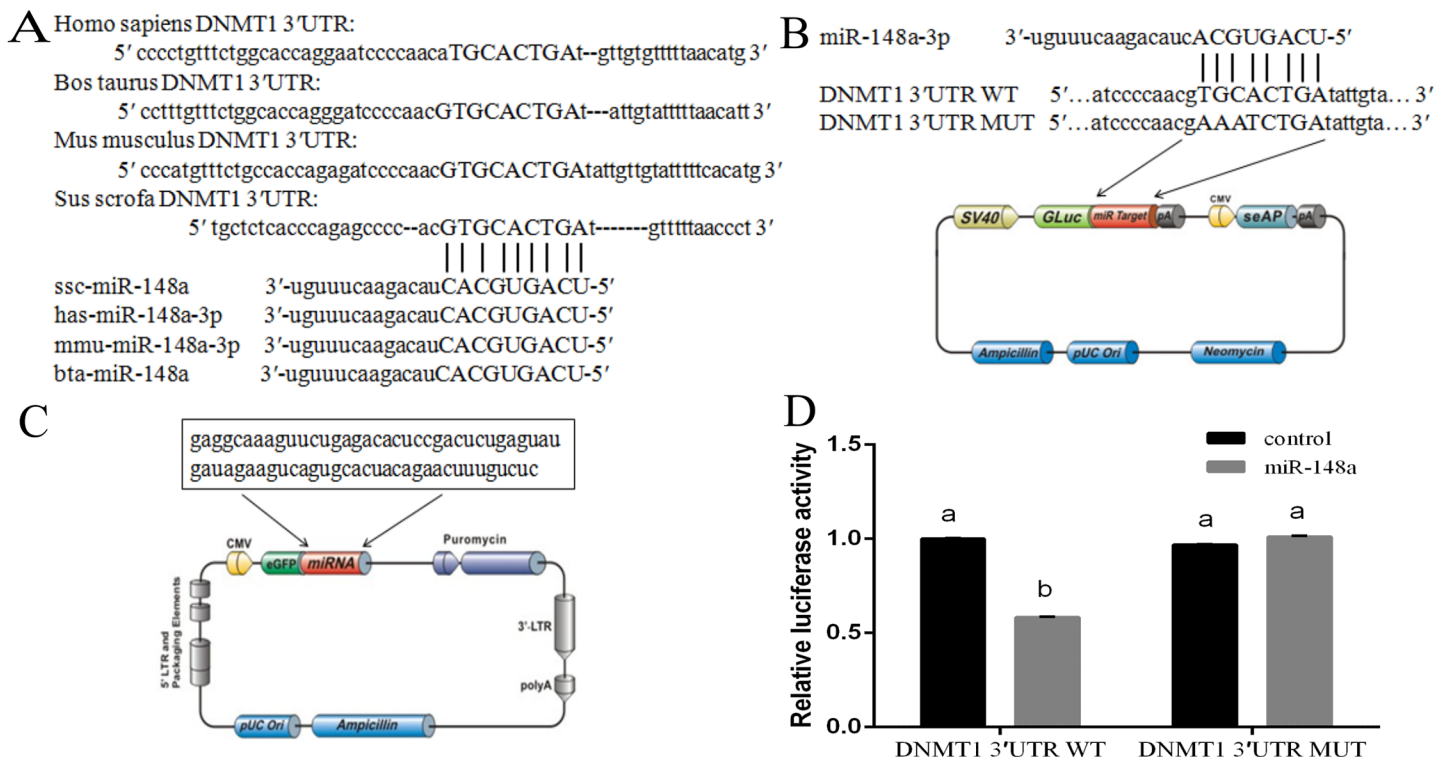 A
Homo sapiens DNMT1 3′UTR:
5′ cccctgtttctggcaccaggaatccccaacaTGCACTGAt--gttgtgtttttaacatg 3′
Bos taurus DNMT1 3′UTR:
5′ cctttgtttctggcaccagggatccccaacGTGCACTGAt---attgtatttttaacatt 3′
Mus musculus DNMT1 3′UTR:
5′ cccatgtttctgccaccagagatccccaacGTGCACTGAtattgttgtatttttcacatg 3′
Sus scrofa DNMT1 3′UTR:
5′ tgctctcacccagagcccc--acGTGCACTGAt-------gtttttaaccct 3′
ssc-miR-148a 3′-uguuucaagacauCACGUGACU-5′
has-miR-148a-3p 3′-uguuucaagacauCACGUGACU-5′
mmu-miR-148a-3p 3′-uguuucaagacauCACGUGACU-5′
bta-miR-148a 3′-uguuucaagacauCACGUGACU-5′
B
miR-148a-3p 3′-uguuucaagacaucACGUGACU-5′
DNMT1 3′UTR WT 5′…atccccaacgTGCACTGAtattgta… 3′
DNMT1 3′UTR MUT 5′…atccccaacgAAATCTGAtattgta… 3′
SV40 GLuc miR Target pA CMV seAP pA
Ampicillin pUC Ori Neomycin
C
gaggcaaaguucugagacacuccgacucugaguau
gauagaagucagugcacuacagaacuuugucuc
CMV eGFP miRNA Puromycin
5′ LTR and
Packaging Elements
3′-LTR
polyA
pUC Ori Ampicillin
D
control
miR-148a
Relative luciferase activity
1.5
1.0
0.5
0.0
a
b
a
a
DNMT1 3′UTR WT DNMT1 3′UTR MUT